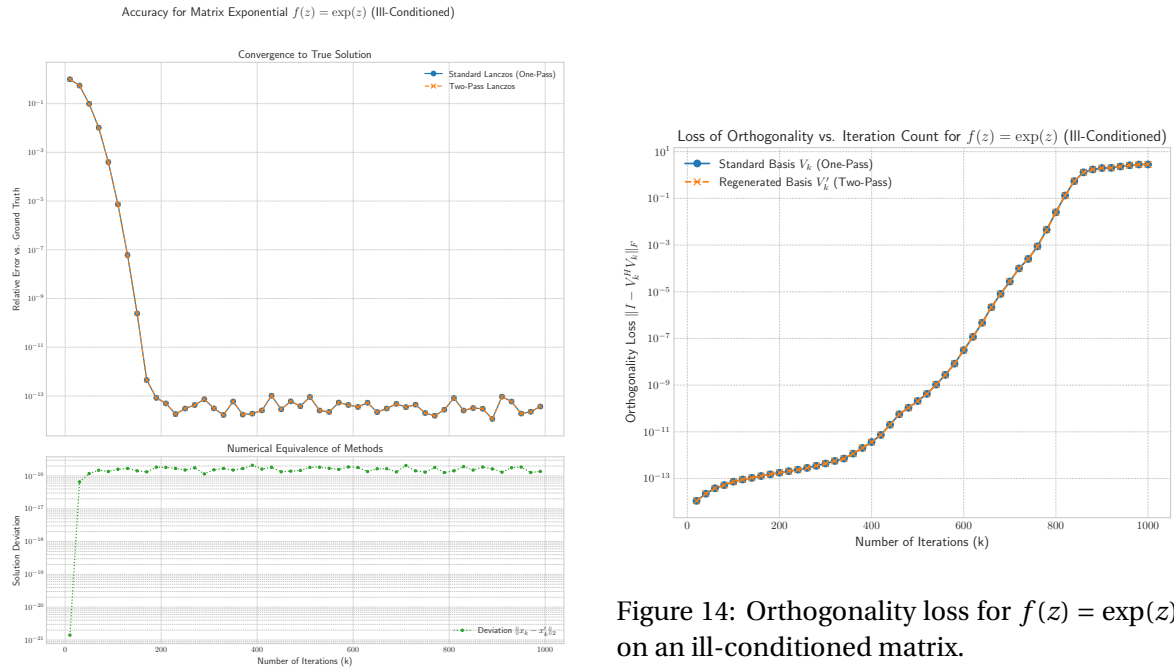 Accuracy for Matrix Exponential f(z) = exp(z) (Ill-Conditioned)
Convergence to True Solution
Standard Lanczos (One-Pass)
Two-Pass Lanczos
Relative Error vs. Ground Truth
10⁻¹
10⁻³
10⁻⁵
10⁻⁷
10⁻⁹
10⁻¹¹
10⁻¹³
Numerical Equivalence of Methods
Solution Deviation
10⁻¹⁶
10⁻¹⁷
10⁻¹⁸
10⁻¹⁹
10⁻²⁰
10⁻²¹
Deviation ‖x_k − x′_k‖₂
0 200 400 600 800 1000
Number of Iterations (k)
Loss of Orthogonality vs. Iteration Count for f(z) = exp(z) (Ill-Conditioned)
Standard Basis V_k (One-Pass)
Regenerated Basis V′_k (Two-Pass)
Orthogonality Loss ‖I − V_k^H V_k‖_F
10¹
10⁻¹
10⁻³
10⁻⁵
10⁻⁷
10⁻⁹
10⁻¹¹
10⁻¹³
0 200 400 600 800 1000
Number of Iterations (k)
Figure 14: Orthogonality loss for f(z) = exp(z)
on an ill-conditioned matrix.